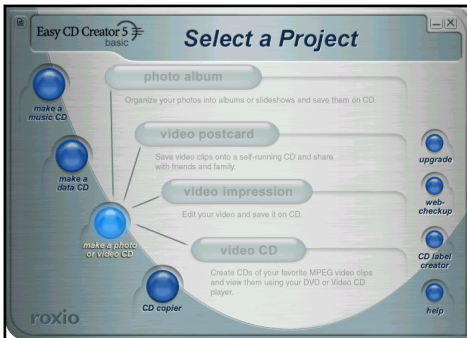 Easy CD Creator 5
basic
Select a Project
photo album
Organize your photos into albums or slideshows and save them on CD.
make a
music CD
video postcard
Save video clips onto a self-running CD and share
with friends and family.
make a
data CD
video impression
Edit your video and save it on CD.
make a photo
or video CD
video CD
Create CDs of your favorite MPEG video clips
and view them using your DVD or Video CD
player.
CD copier
upgrade
web-
checkup
CD label
creator
help
roxio